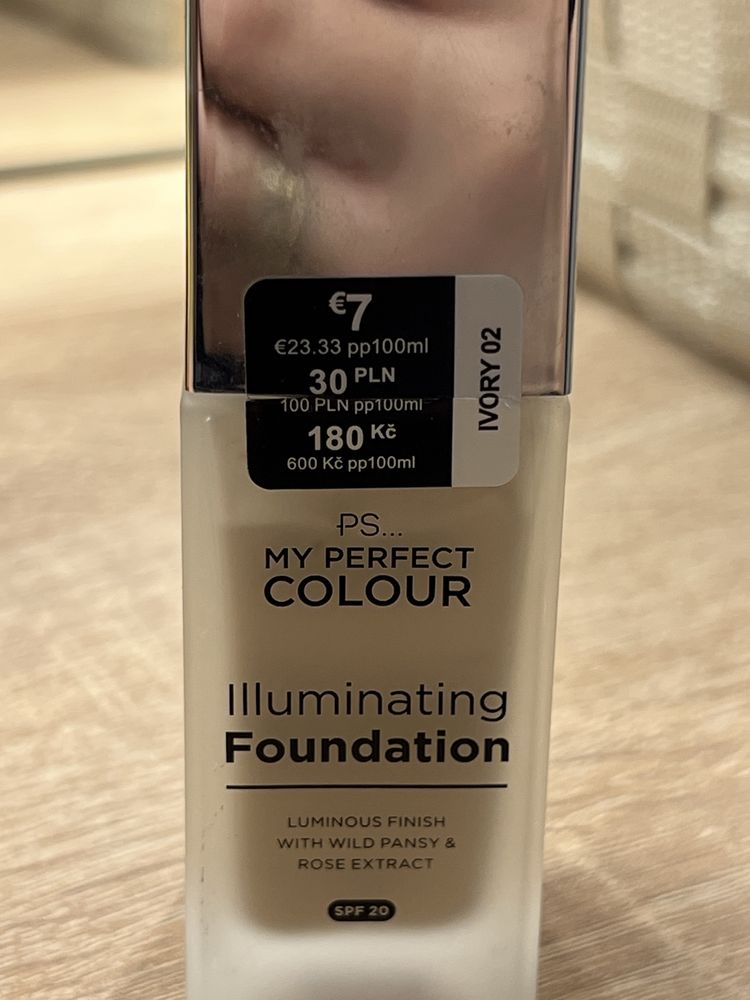 €7
€23.33 pp100ml
30 PLN
100 PLN pp100ml
180 Kč
600 Kč pp100ml
IVORY 02
PS...
MY PERFECT
COLOUR
Illuminating
Foundation
LUMINOUS FINISH
WITH WILD PANSY &
ROSE EXTRACT
SPF 20